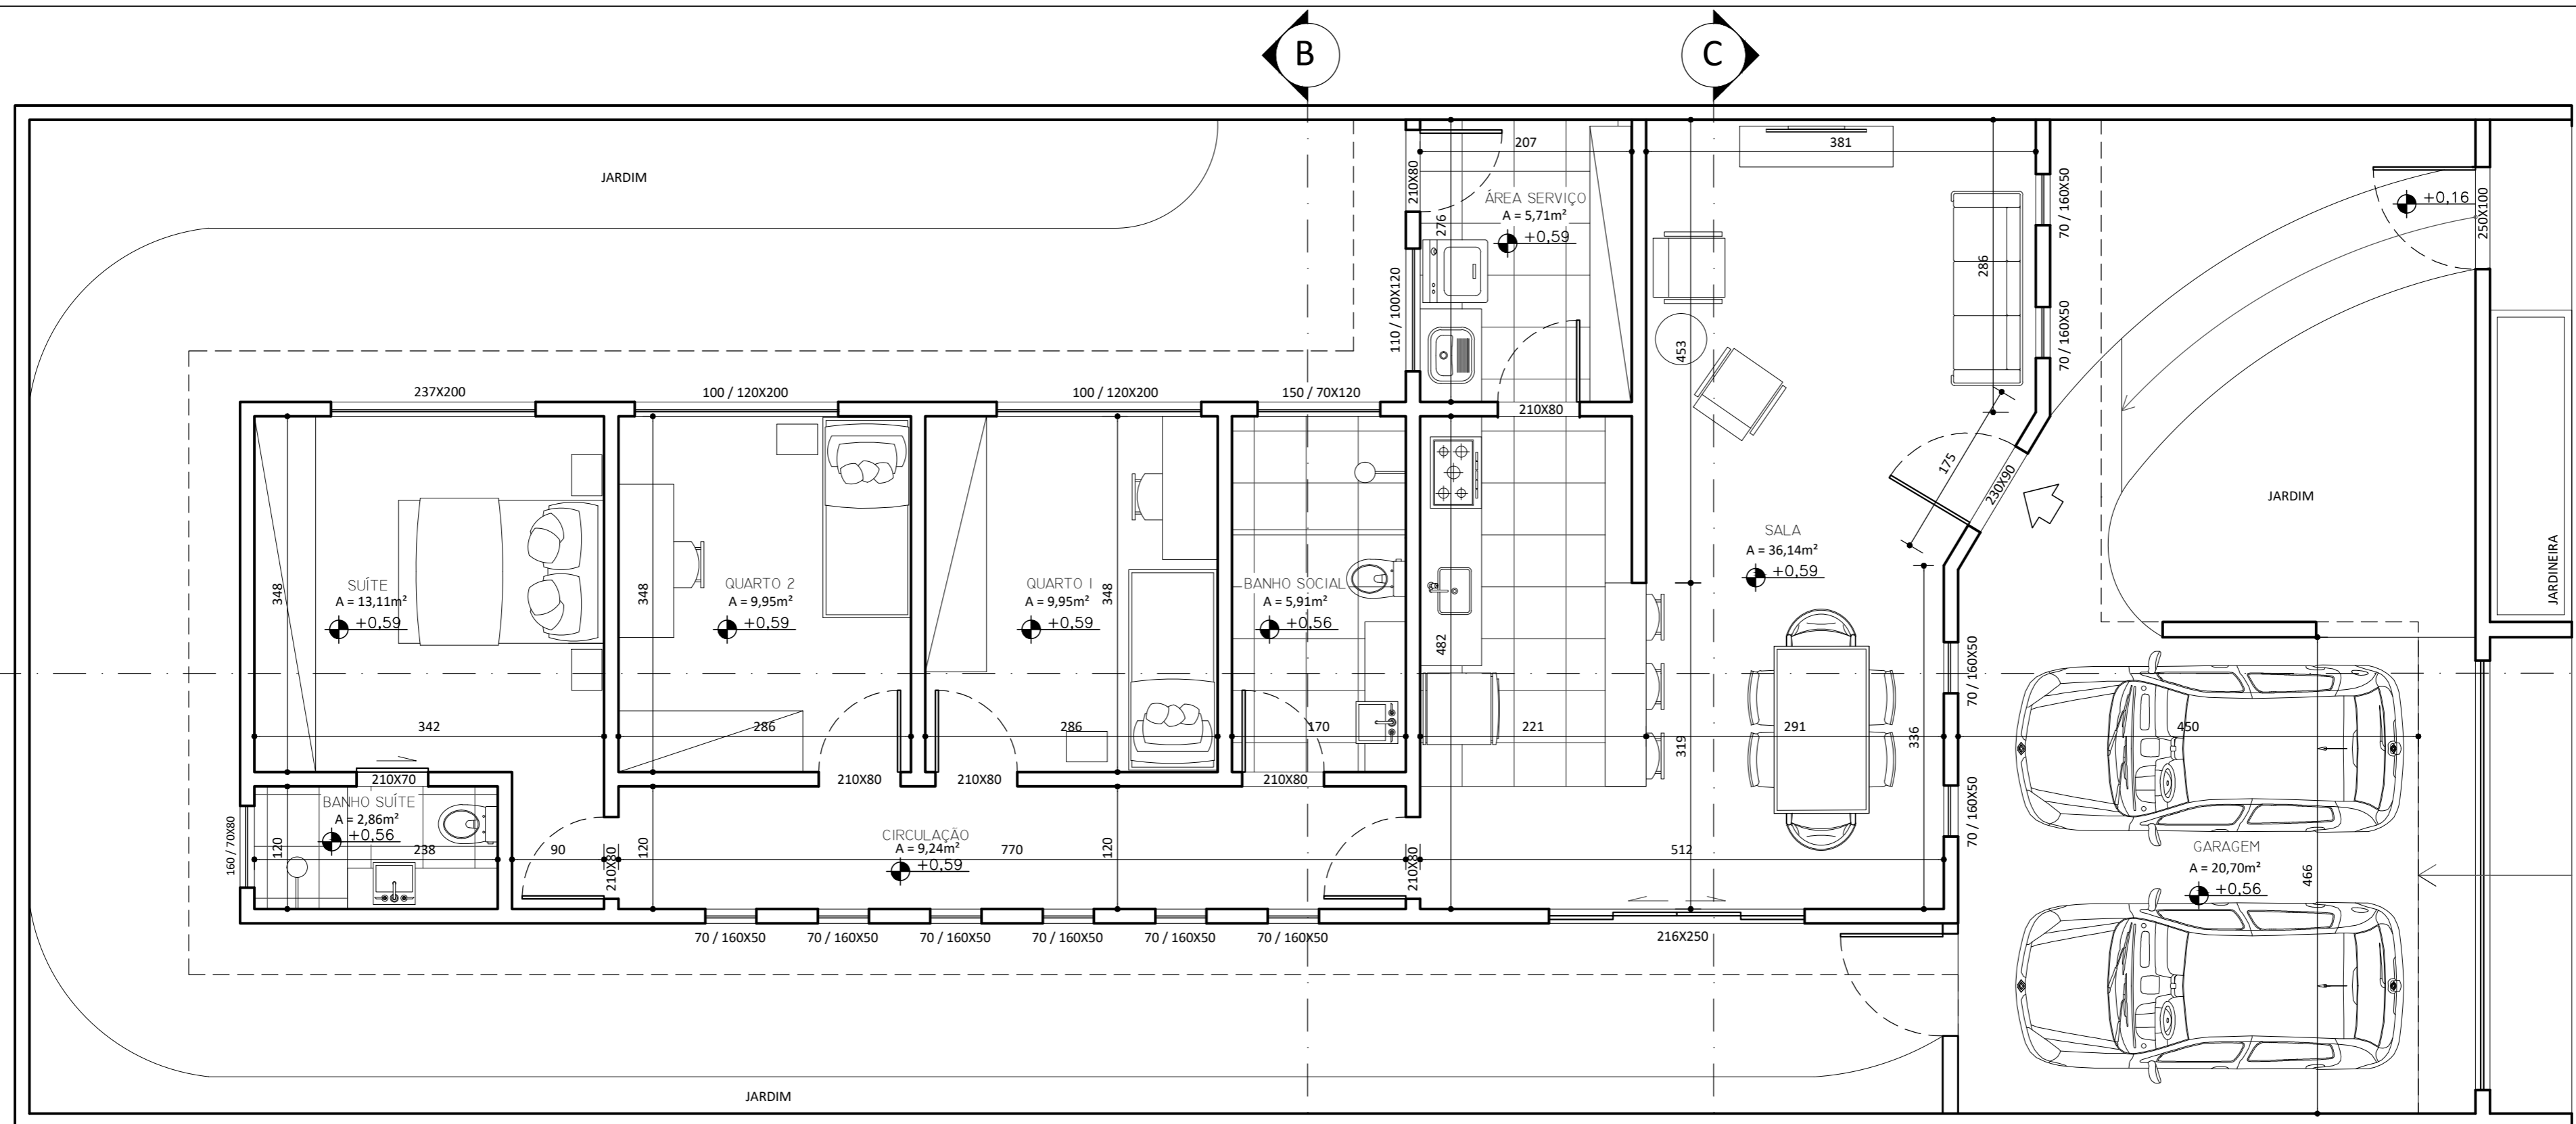 B
C
JARDIM
207
381
210X80
276
ÁREA SERVIÇO
A = 5,71m²
+0,59
110 / 100X120
453
286
70 / 160X50
70 / 160X50
+0,16
250X100
237X200
100 / 120X200
100 / 120X200
150 / 70X120
210X80
175
230X90
JARDIM
JARDINEIRA
SALA
A = 36,14m²
+0,59
348
SUÍTE
A = 13,11m²
+0,59
348
QUARTO 2
A = 9,95m²
+0,59
QUARTO 1
A = 9,95m²
+0,59
348
BANHO SOCIAL
A = 5,91m²
+0,56
482
342
286
286
170
221
319
291
336
70 / 160X50
450
210X70
210X80
210X80
210X80
70 / 160X50
BANHO SUÍTE
A = 2,86m²
+0,56
160 / 70X80
120
238
90
210X80
120
CIRCULAÇÃO
A = 9,24m²
+0,59
770
120
210X80
512
GARAGEM
A = 20,70m²
+0,56
466
70 / 160X50
70 / 160X50
70 / 160X50
70 / 160X50
70 / 160X50
70 / 160X50
216X250
JARDIM